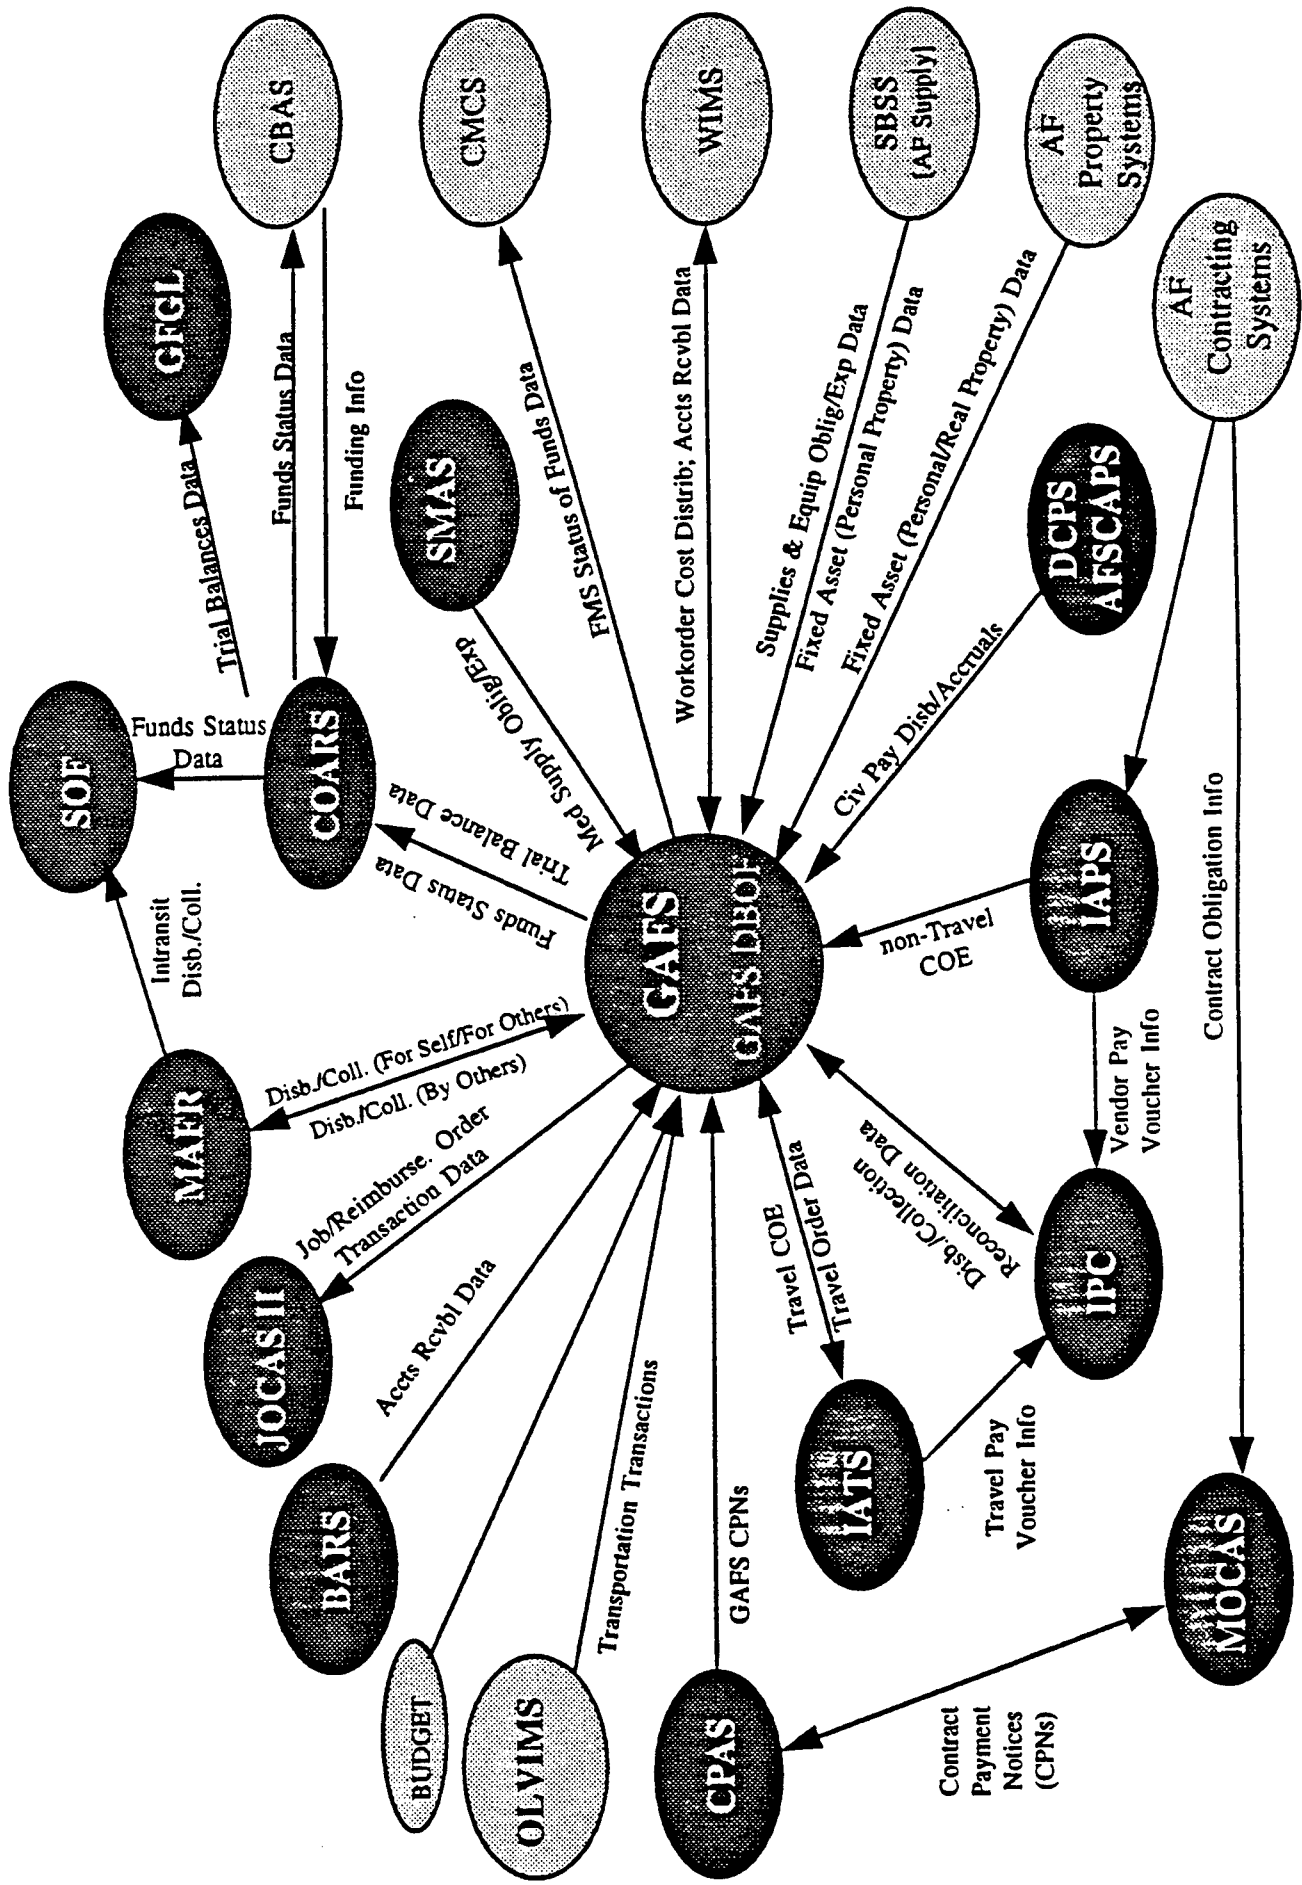 CBAS
CMCS
WIMS
SBSS
[AP Supply]
AF
Property
Systems
AF
Contracting
Systems
GFGL
SMAS
DCPS
AFSCAPS
SOF
COARS
GAFS
GAFS DBOF
IAPS
MAFR
JOCAS II
IPC
BARS
IATS
MOCAS
BUDGET
OLVIMS
CPAS
Funds Status Data
Funding Info
Trial Balances Data
Funds Status
Data
Intransit
Disb./Coll.
Trial Balance Data
Funds Status Data
Med Supply Oblig/Exp
FMS Status of Funds Data
Workorder Cost Distrib; Accts Rcvbl Data
Supplies & Equip Oblig/Exp Data
Fixed Asset (Personal Property) Data
Fixed Asset (Personal/Real Property) Data
Civ Pay Disb/Accruals
non-Travel
COE
Contract Obligation Info
Vendor Pay
Voucher Info
Disb./Coll. (For Self/For Others)
Disb./Coll. (By Others)
Job/Reimburse. Order
Transaction Data
Accts Rcvbl Data
Transportation Transactions
GAFS CPNs
Travel COE
Travel Order Data
Disb./Collection
Reconciliation Data
Travel Pay
Voucher Info
Contract
Payment
Notices
(CPNs)